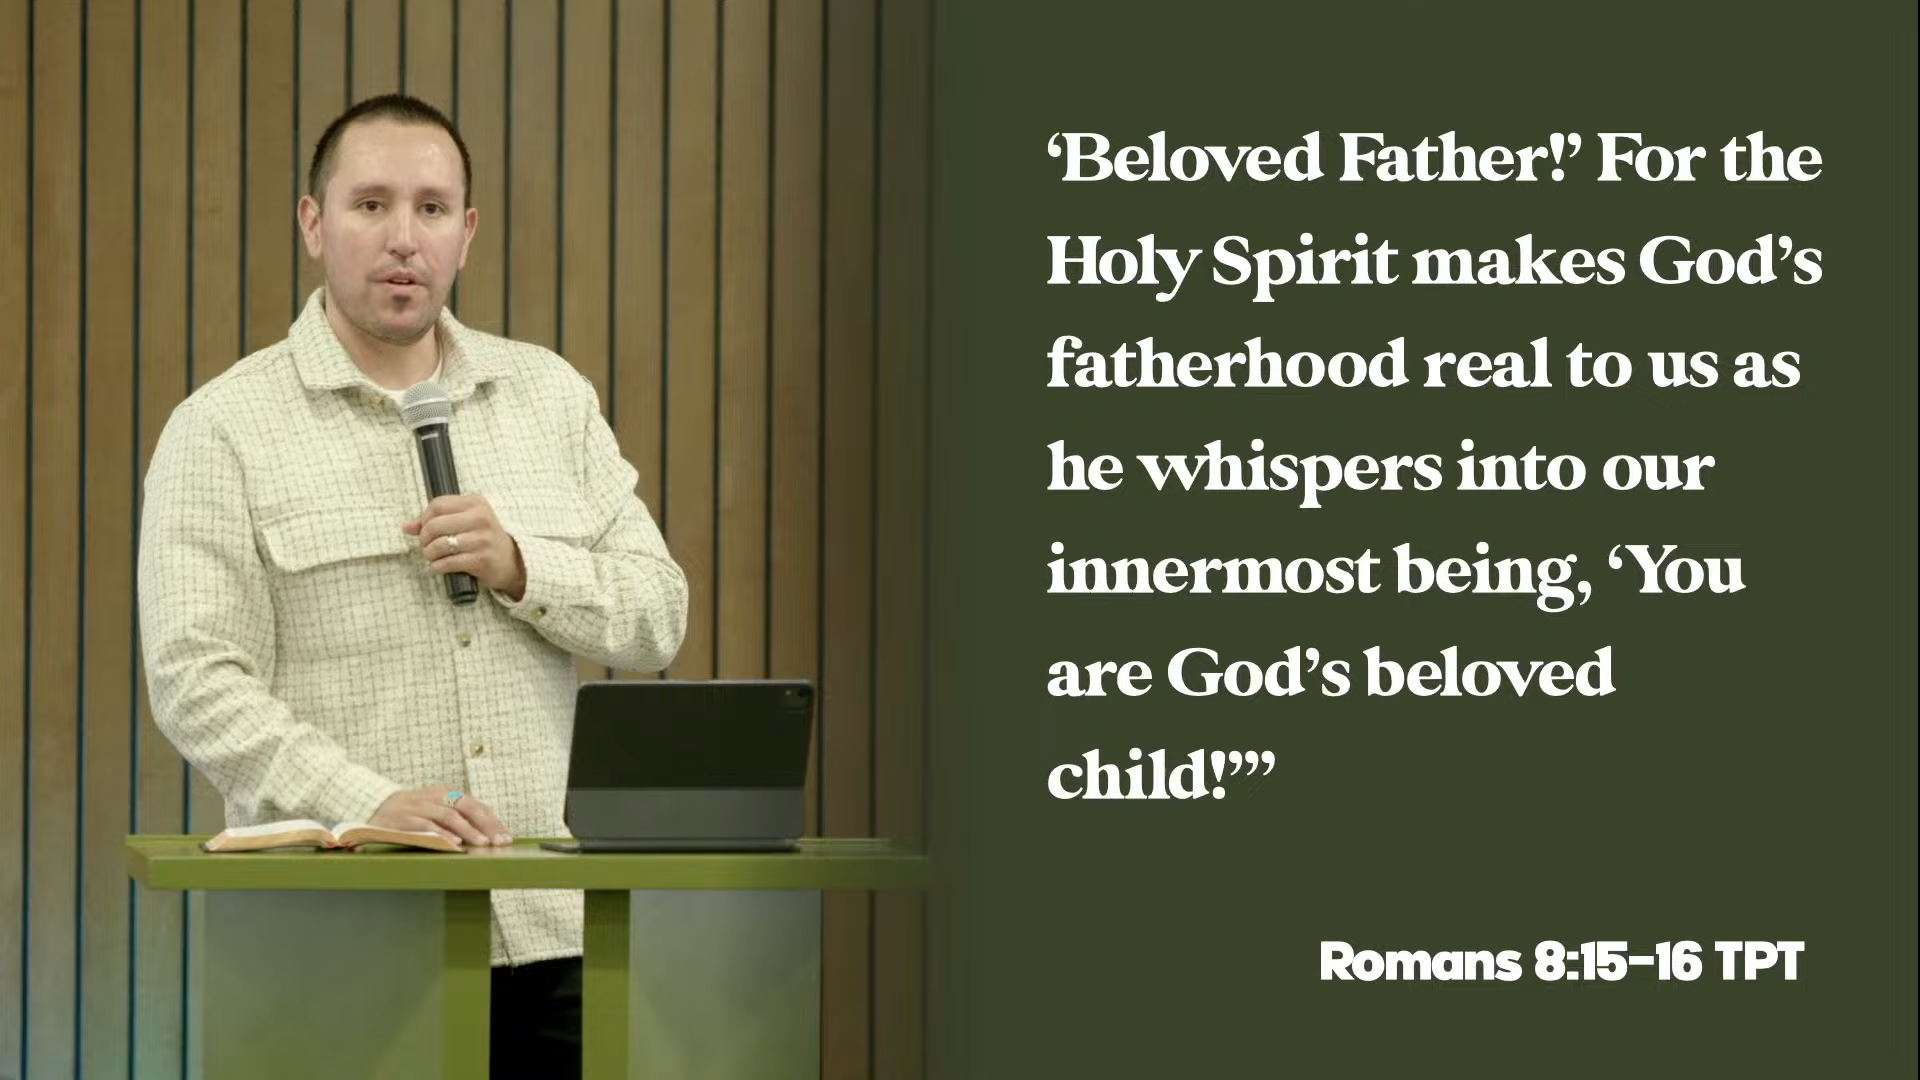 ‘Beloved Father!’ For the
Holy Spirit makes God’s
fatherhood real to us as
he whispers into our
innermost being, ‘You
are God’s beloved
child!’”
Romans 8:15–16 TPT